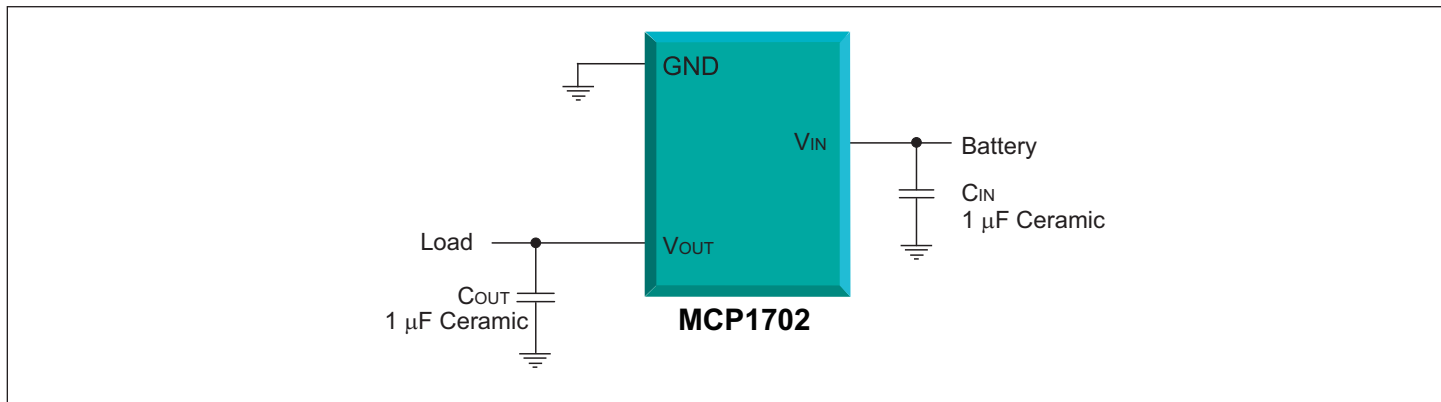 GND
VIN
Battery
CIN
1 μF Ceramic
Load
VOUT
COUT
1 μF Ceramic
MCP1702